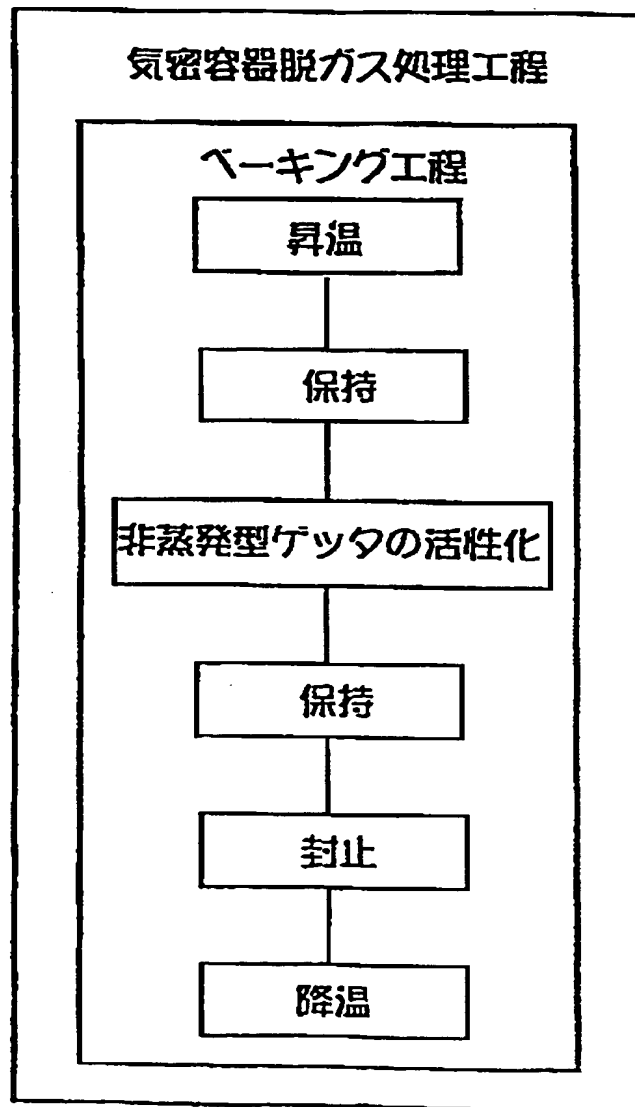 気密容器脱ガス処理工程
ベーキング工程
昇温
保持
非蒸発型ゲッタの活性化
保持
封止
降温